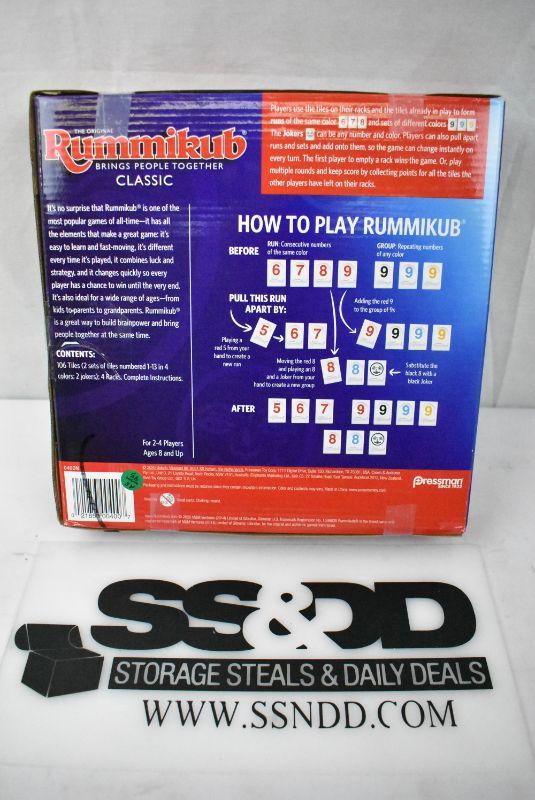 Players use the tiles on their racks and the tiles already in play to form
runs of the same color 6 7 8 and sets of different colors 9 9 9
The Jokers can be any number and color. Players can also pull apart
runs and sets and add onto them, so the game can change instantly on
every turn. The first player to empty a rack wins the game. Or, play
multiple rounds and keep score by collecting points for all the tiles the
other players have left on their racks.
THE ORIGINAL
Rummikub®
BRINGS PEOPLE TOGETHER
CLASSIC
It's no surprise that Rummikub® is one of the
most popular games of all-time—it has all
the elements that make a great game: it's
easy to learn and fast-moving, it's different
every time it's played, it combines luck and
strategy, and it changes quickly so every
player has a chance to win until the very end.
It's also ideal for a wide range of ages—from
kids to parents to grandparents. Rummikub®
is a great way to build brainpower and bring
people together at the same time.
CONTENTS:
106 Tiles (2 sets of tiles numbered 1-13 in 4
colors; 2 jokers); 4 Racks, Complete Instructions.
For 2-4 Players
Ages 8 and Up
HOW TO PLAY RUMMIKUB®
BEFORE
RUN: Consecutive numbers
of the same color
GROUP: Repeating numbers
of any color
6 7 8 9 9 9 9
PULL THIS RUN
APART BY:
Adding the red 9
to the group of 9s
Playing a
red 5 from your
hand to create a
new run
5 6 7
9 9 9 9
Moving the red 8
and playing an 8
and a Joker from your
hand to create a new group
8 8
Substitute the
black 8 with a
black Joker
AFTER
5 6 7 9 9 9 9
8 8
Pressman
SINCE 1922
SS&DD
STORAGE STEALS & DAILY DEALS
WWW.SSNDD.COM